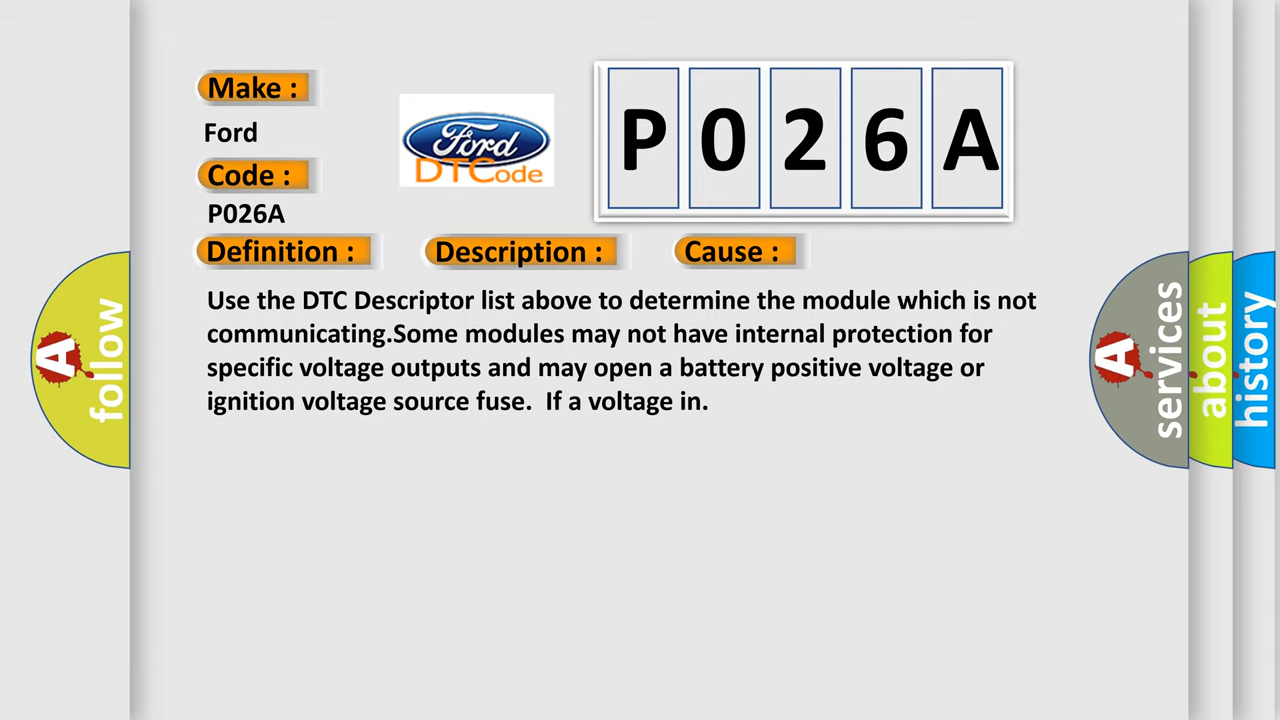 Make :
Ford
Ford
DTCode
P026A
Code :
P026A
Definition :
Description :
Cause :
Use the DTC Descriptor list above to determine the module which is not
communicatingSome modules may not have internal protection for
specific voltage outputs and may open a battery positive voltage or
ignition voltage source fuse. If a voltage in.
A
follow
A
services
about
history